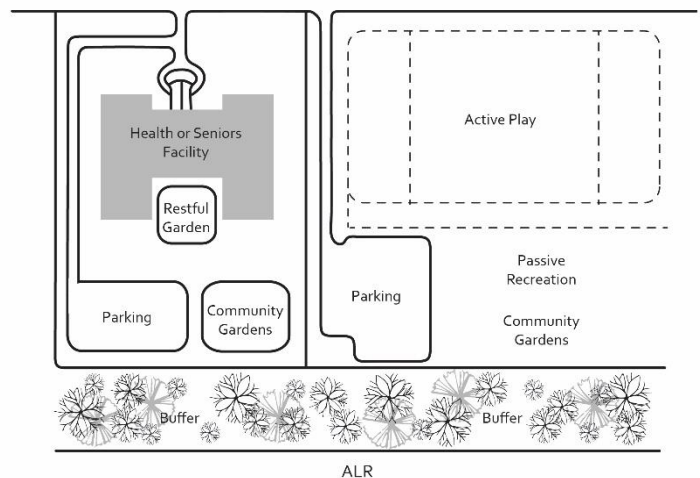 Health or Seniors
Facility
Restful
Garden
Parking
Community
Gardens
Active Play
Parking
Passive
Recreation
Community
Gardens
Buffer
Buffer
ALR